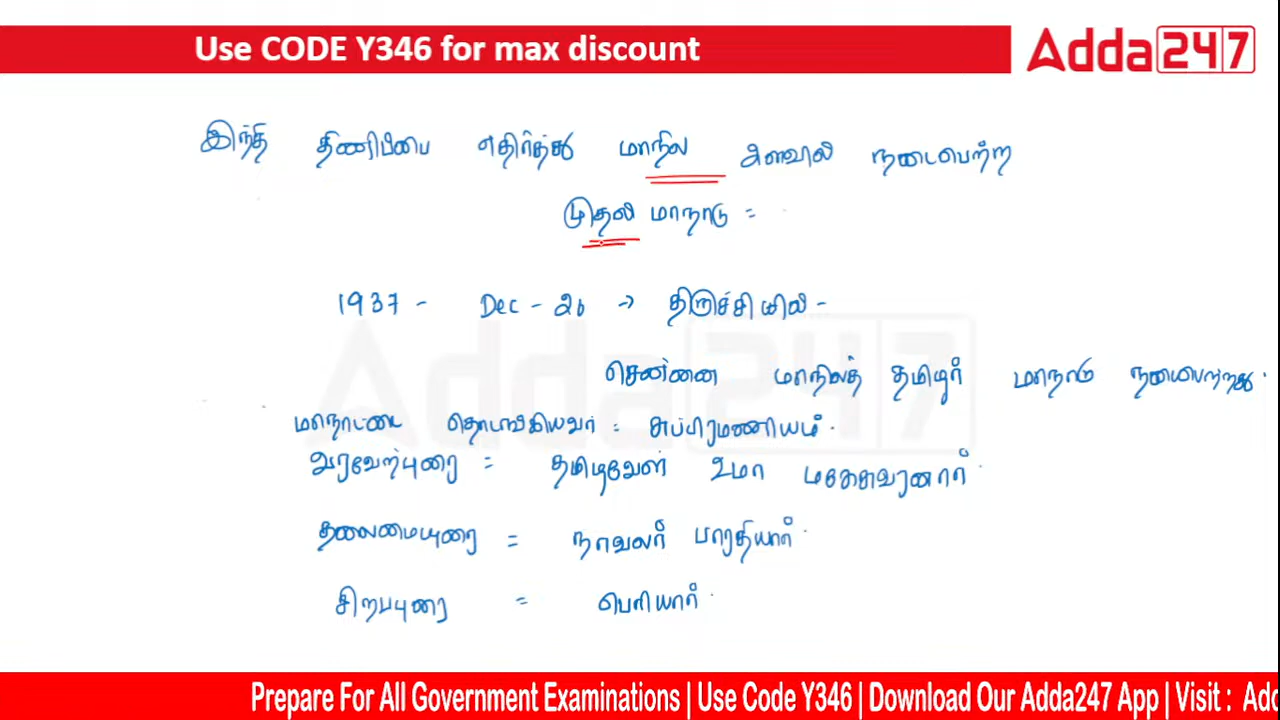 Use CODE Y346 for max discount
Adda247
இந்தி திணிப்பை எதிர்த்து மாநில அளவில் நடைபெற்ற
முதல் மாநாடு =
1937 - Dec - 26 → திருச்சியில் -
சென்னை மாநிலத் தமிழர் மாநாடு நடைபெற்றது.
மாநாட்டை தொடங்கியவர் : சுப்பிரமணியம்.
வரவேற்புரை = தமிழவேள் உமா மகேசுவரனார்.
தலைமையுரை = நாவலர் பாரதியார்.
சிறப்புரை = பெரியார்.
Adda247
Prepare For All Government Examinations | Use Code Y346 | Download Our Adda247 App | Visit : Add